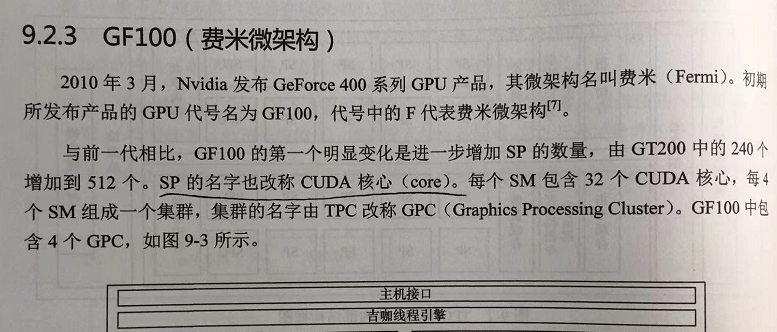 9.2.3 GF100（费米微架构）
2010 年 3 月，Nvidia 发布 GeForce 400 系列 GPU 产品，其微架构名叫费米（Fermi）。初期
所发布产品的 GPU 代号名为 GF100，代号中的 F 代表费米微架构[7]。
与前一代相比，GF100 的第一个明显变化是进一步增加 SP 的数量，由 GT200 中的 240 个
增加到 512 个。SP 的名字也改称 CUDA 核心（core）。每个 SM 包含 32 个 CUDA 核心，每 4
个 SM 组成一个集群，集群的名字由 TPC 改称 GPC（Graphics Processing Cluster）。GF100 中包
含 4 个 GPC，如图 9-3 所示。
主机接口
吉咖线程引擎